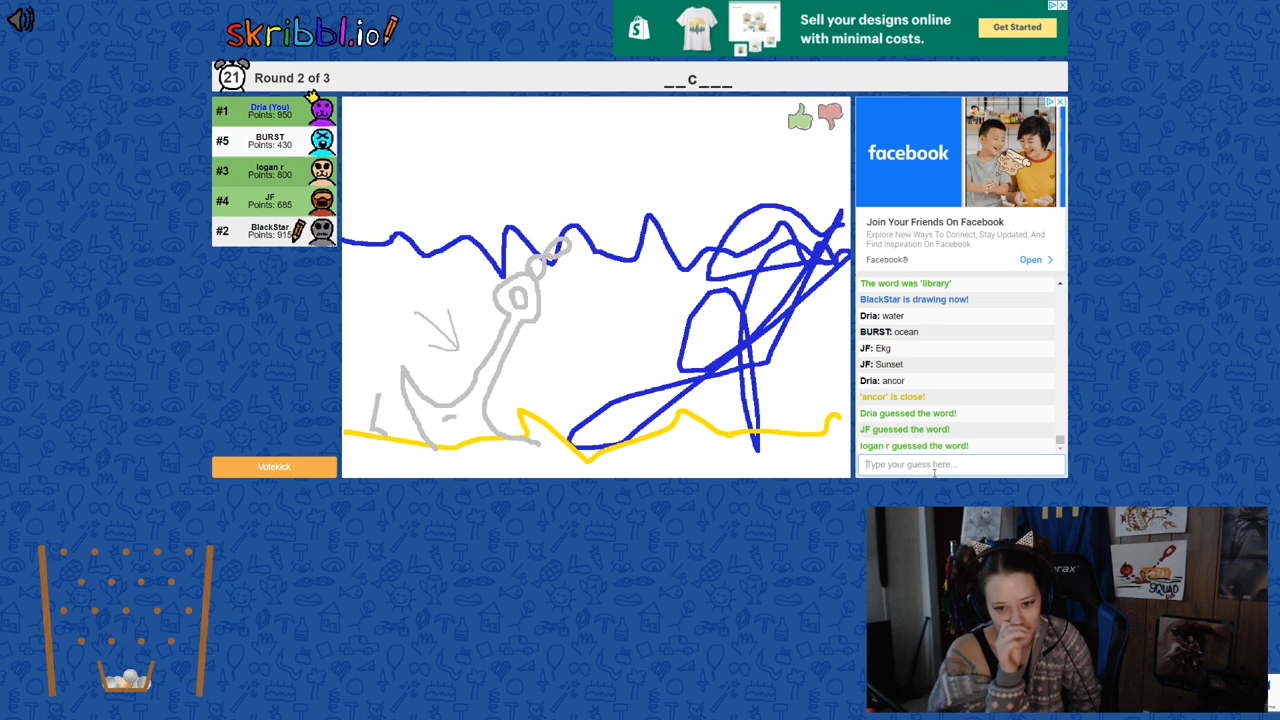 skribbl.io
Sell your designs online
with minimal costs.
Get Started
21
Round 2 of 3
__c___
#1
Dria (You)
Points: 950
#5
BURST
Points: 430
#3
logan r
Points: 800
#4
JF
Points: 685
#2
BlackStar
Points: 915
Votekick
facebook
Join Your Friends On Facebook
Explore New Ways To Connect, Stay Updated, And
Find Inspiration On Facebook.
Facebook®
Open
The word was 'library'
BlackStar is drawing now!
Dria: water
BURST: ocean
JF: Ekg
JF: Sunset
Dria: ancor
'ancor' is close!
Dria guessed the word!
JF guessed the word!
logan r guessed the word!
Type your guess here...
SQUAD